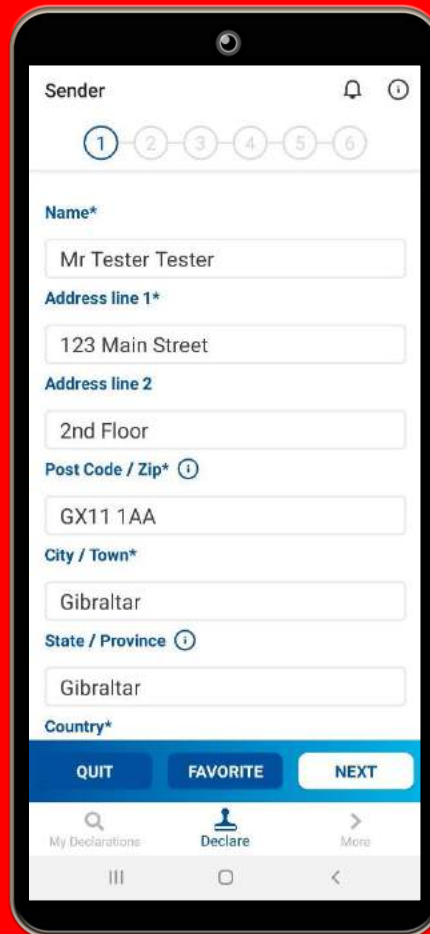 Sender
1 2 3 4 5 6
Name*
Mr Tester Tester
Address line 1*
123 Main Street
Address line 2
2nd Floor
Post Code / Zip*
GX11 1AA
City / Town*
Gibraltar
State / Province
Gibraltar
Country*
QUIT FAVORITE NEXT
My Declarations Declare More